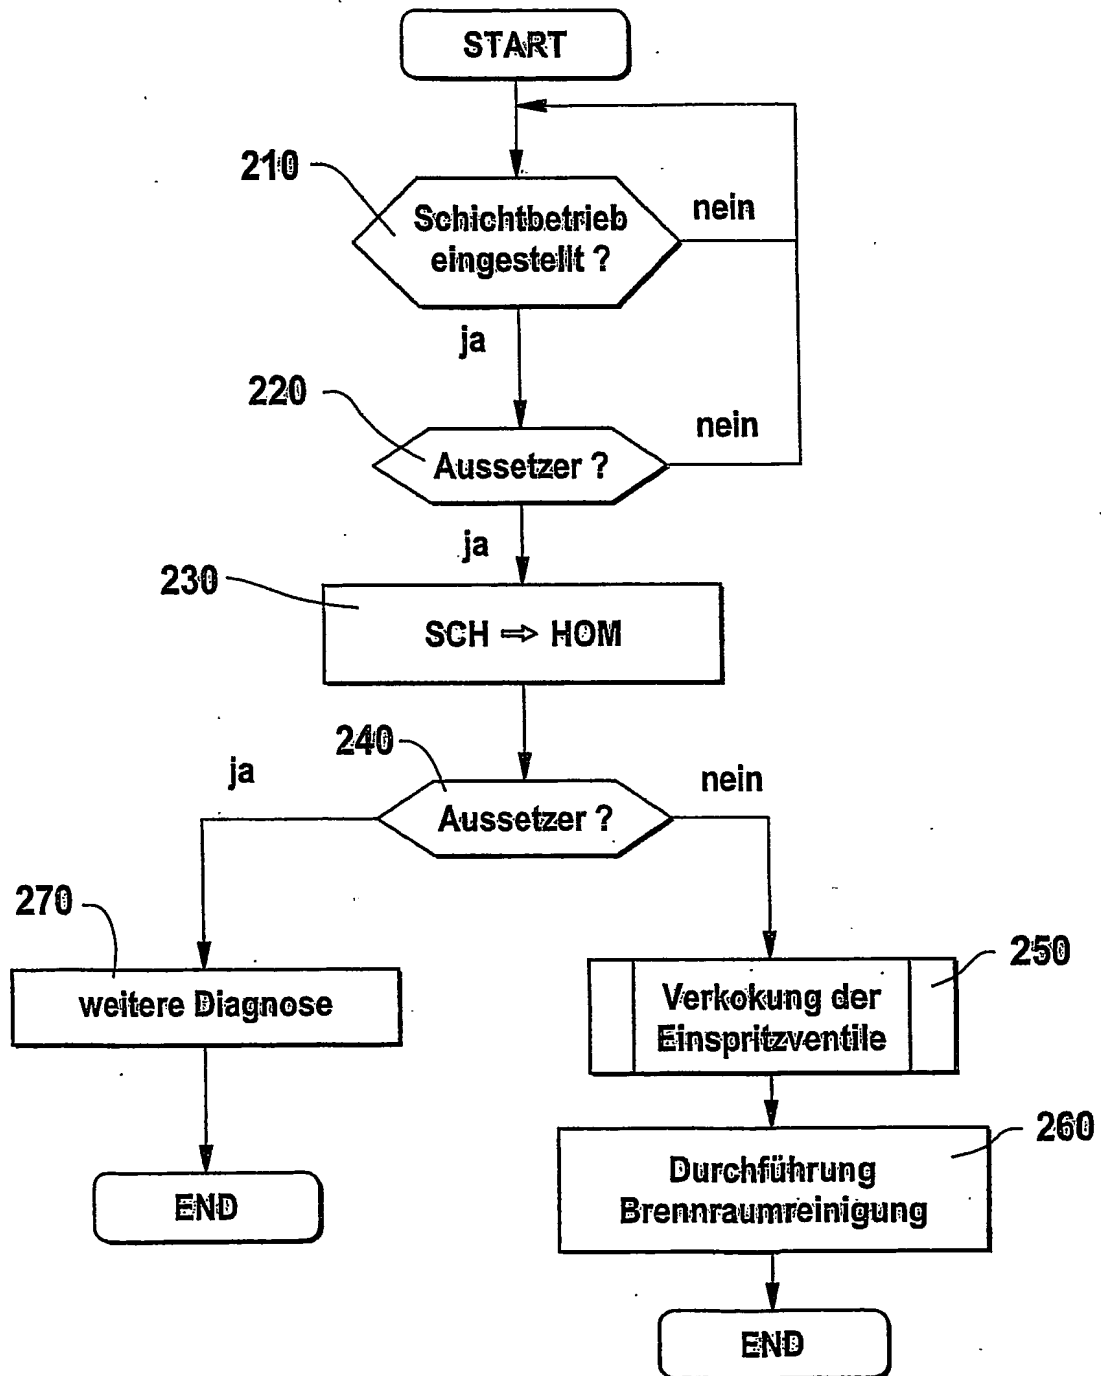 START
210
Schichtbetrieb
eingestellt ?
nein
ja
220
Aussetzer ?
nein
ja
230
SCH ⇒ HOM
240
ja
Aussetzer ?
nein
270
weitere Diagnose
250
Verkokung der
Einspritzventile
260
Durchführung
Brennraumreinigung
END
END